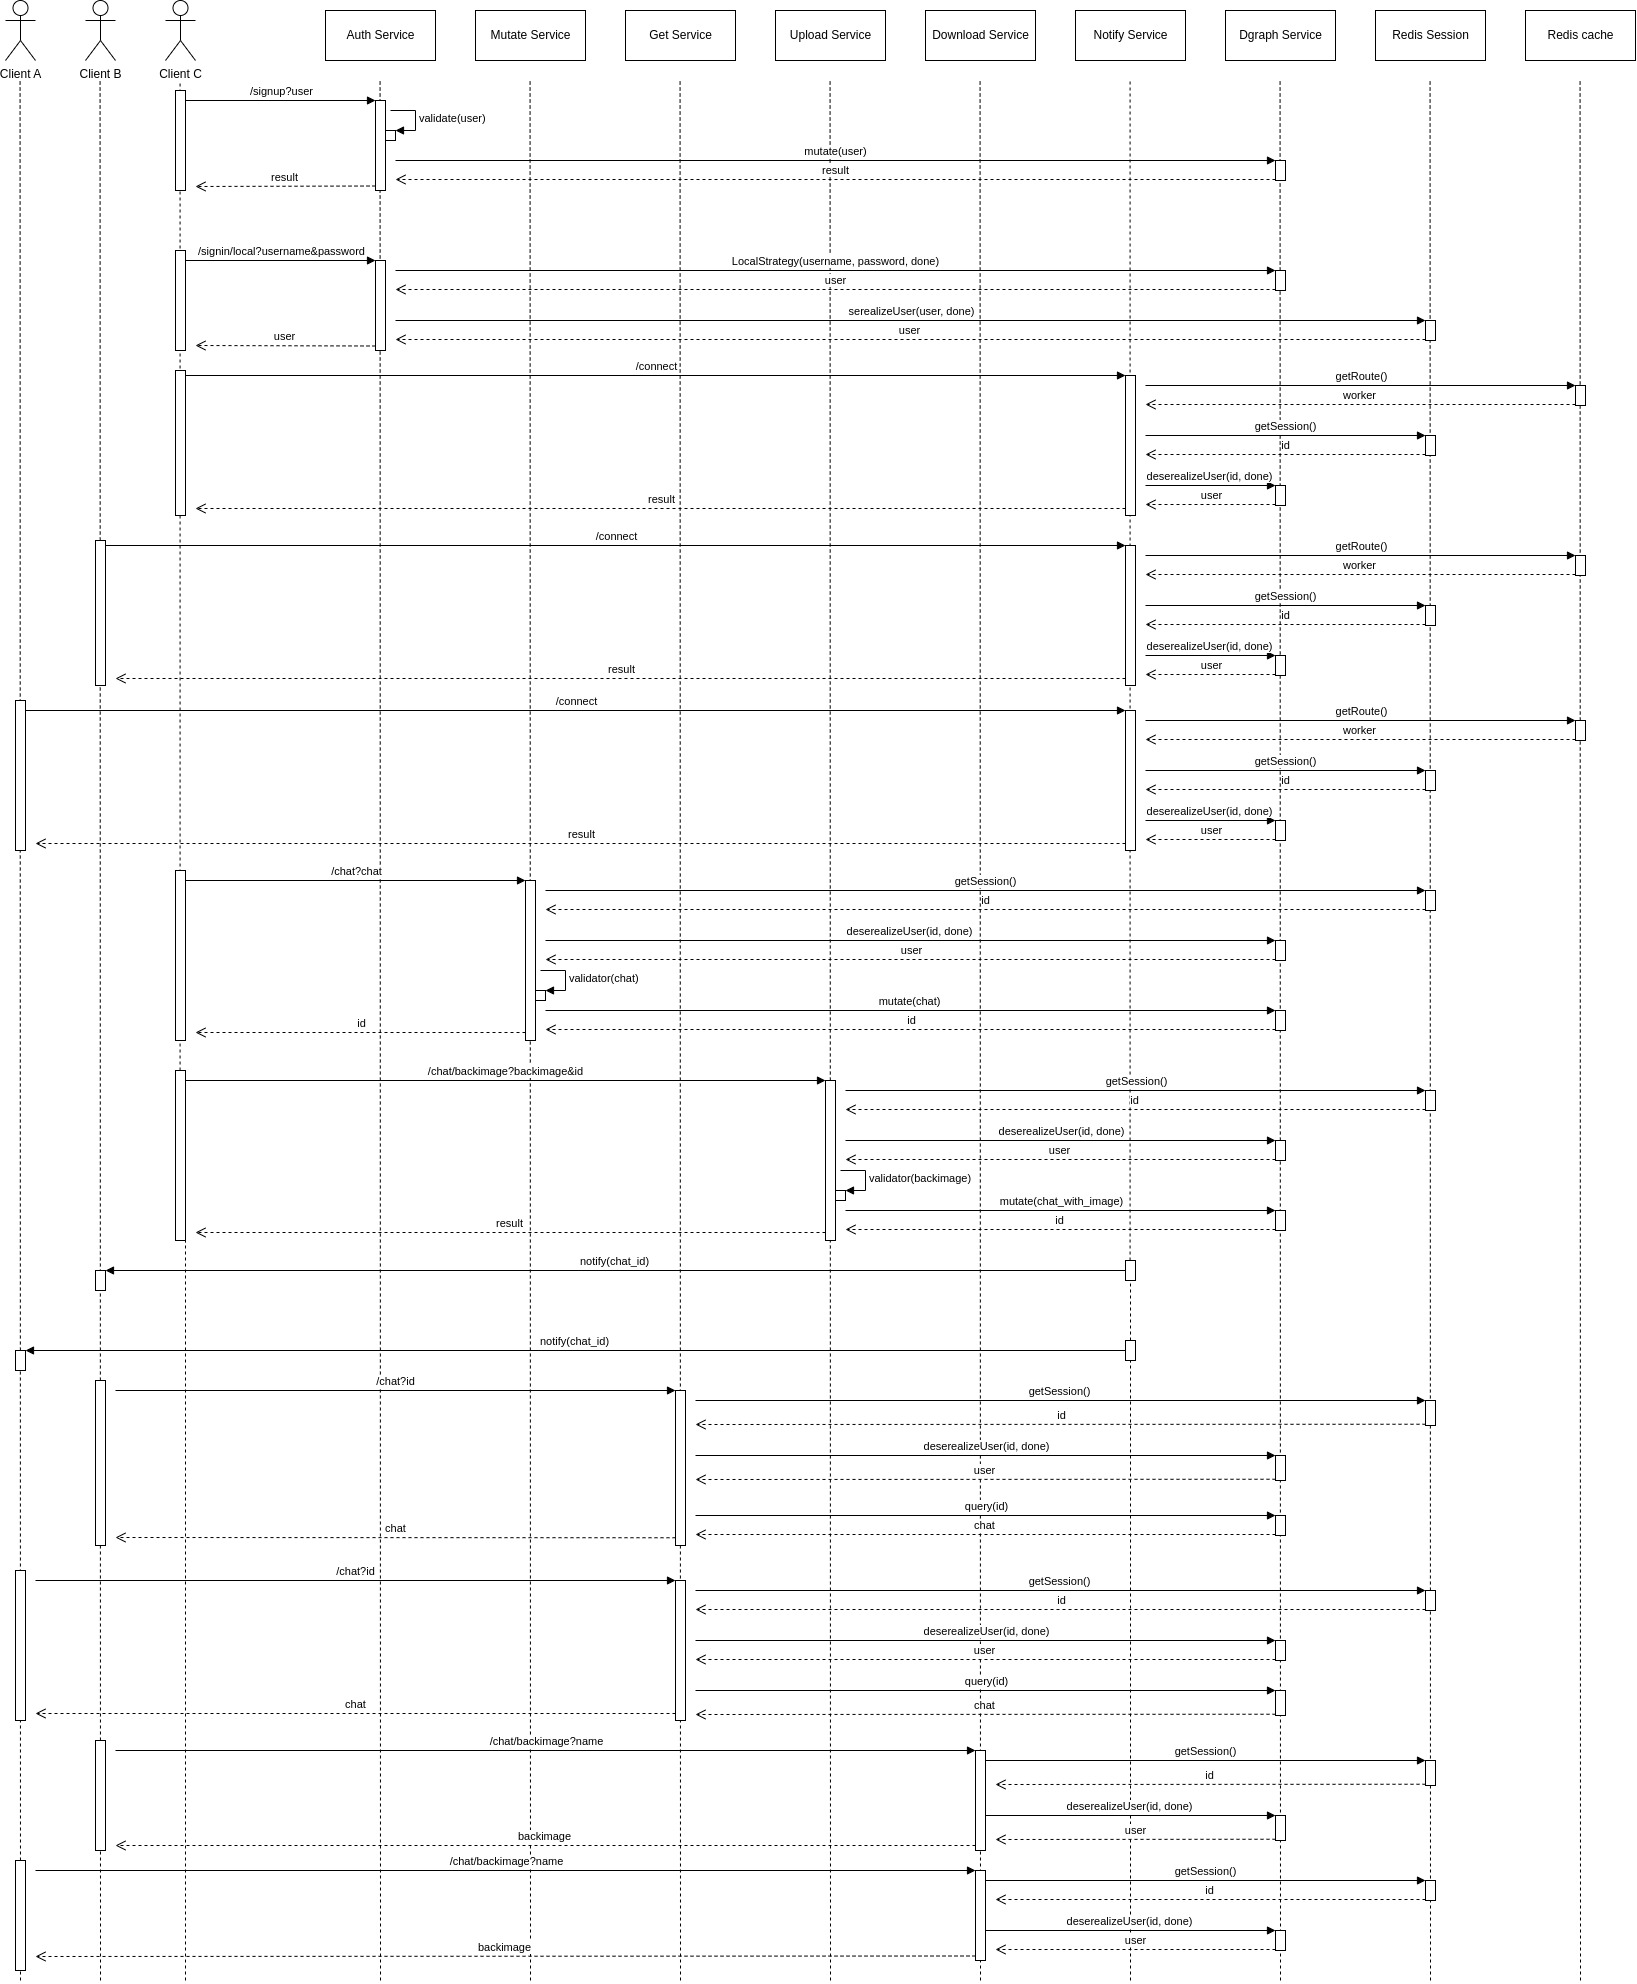 Client A
Client B
Client C
Auth Service
Mutate Service
Get Service
Upload Service
Download Service
Notify Service
Dgraph Service
Redis Session
Redis cache
/signup?user
validate(user)
mutate(user)
result
result
/signin/local?username&password
LocalStrategy(username, password, done)
user
serealizeUser(user, done)
user
user
/connect
getRoute()
worker
getSession()
id
deserealizeUser(id, done)
user
result
/connect
getRoute()
worker
getSession()
id
deserealizeUser(id, done)
user
result
/connect
getRoute()
worker
getSession()
id
deserealizeUser(id, done)
user
result
/chat?chat
getSession()
id
deserealizeUser(id, done)
user
validator(chat)
mutate(chat)
id
id
/chat/backimage?backimage&id
getSession()
id
deserealizeUser(id, done)
user
validator(backimage)
mutate(chat_with_image)
id
result
notify(chat_id)
notify(chat_id)
/chat?id
getSession()
id
deserealizeUser(id, done)
user
query(id)
chat
chat
/chat?id
getSession()
id
deserealizeUser(id, done)
user
query(id)
chat
chat
/chat/backimage?name
getSession()
id
deserealizeUser(id, done)
user
backimage
/chat/backimage?name
getSession()
id
deserealizeUser(id, done)
user
backimage